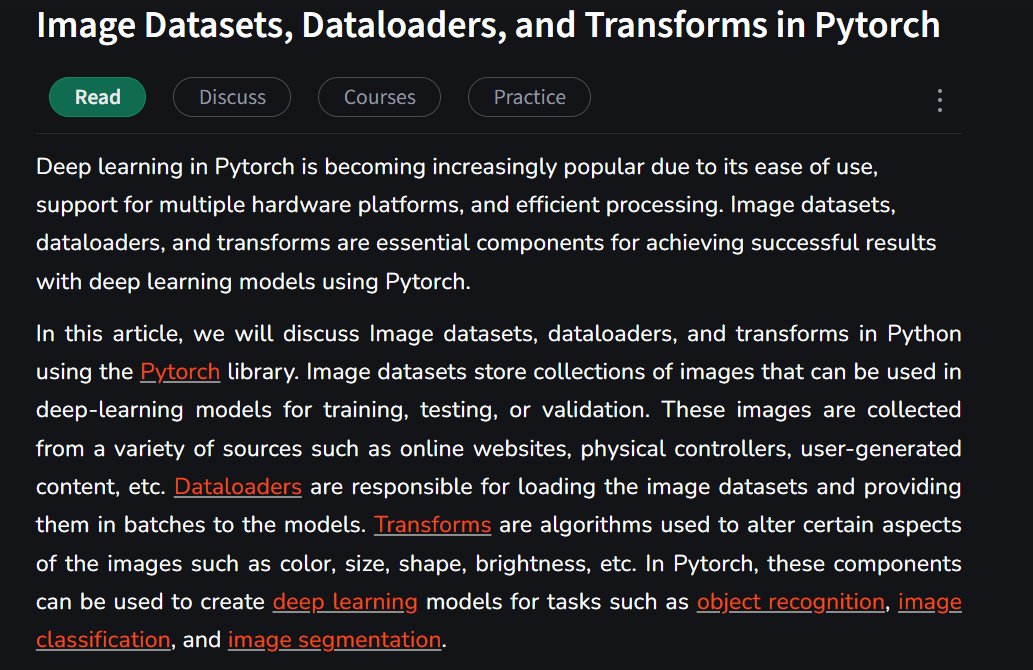 Image Datasets, Dataloaders, and Transforms in Pytorch
Read Discuss Courses Practice
Deep learning in Pytorch is becoming increasingly popular due to its ease of use,
support for multiple hardware platforms, and efficient processing. Image datasets,
dataloaders, and transforms are essential components for achieving successful results
with deep learning models using Pytorch.
In this article, we will discuss Image datasets, dataloaders, and transforms in Python
using the Pytorch library. Image datasets store collections of images that can be used in
deep-learning models for training, testing, or validation. These images are collected
from a variety of sources such as online websites, physical controllers, user-generated
content, etc. Dataloaders are responsible for loading the image datasets and providing
them in batches to the models. Transforms are algorithms used to alter certain aspects
of the images such as color, size, shape, brightness, etc. In Pytorch, these components
can be used to create deep learning models for tasks such as object recognition, image
classification, and image segmentation.